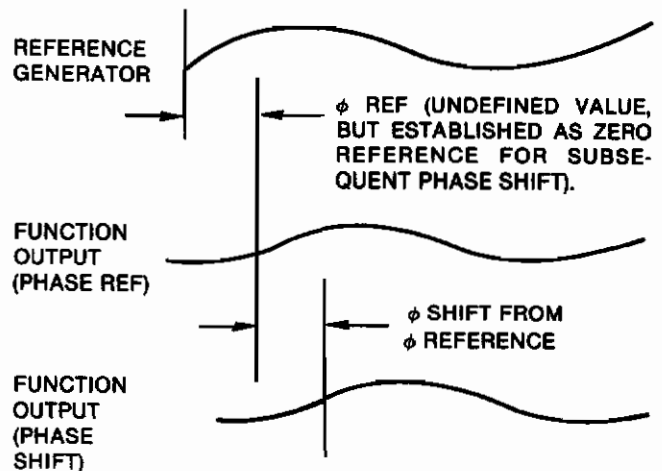 REFERENCE
GENERATOR
ϕ REF (UNDEFINED VALUE,
BUT ESTABLISHED AS ZERO
REFERENCE FOR SUBSE-
QUENT PHASE SHIFT).
FUNCTION
OUTPUT
(PHASE REF)
ϕ SHIFT FROM
ϕ REFERENCE
FUNCTION
OUTPUT
(PHASE
SHIFT)